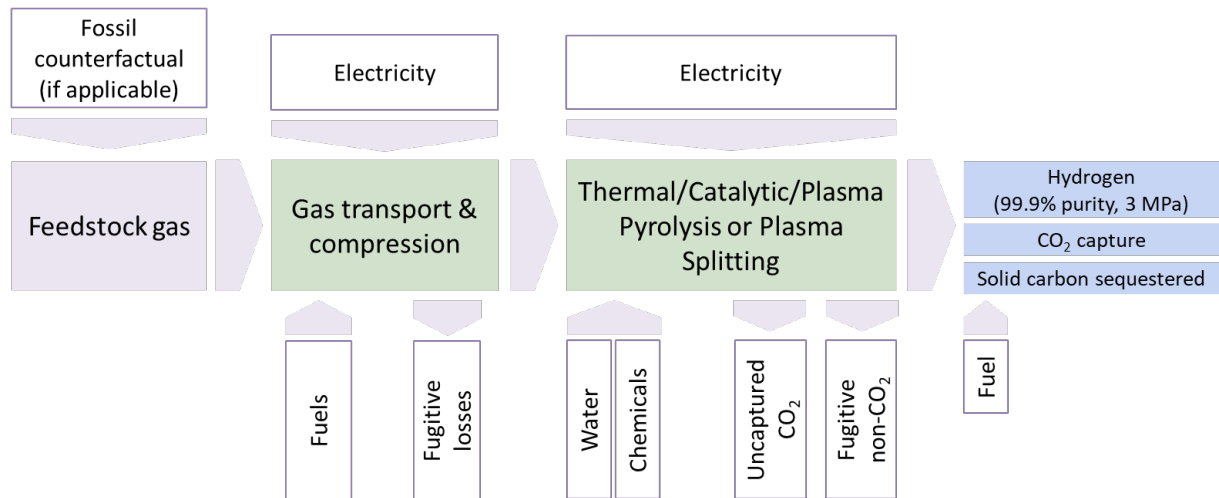 Fossil
counterfactual
(if applicable)
Electricity
Electricity
Feedstock gas
Gas transport &
compression
Thermal/Catalytic/Plasma
Pyrolysis or Plasma
Splitting
Hydrogen
(99.9% purity, 3 MPa)
CO₂ capture
Solid carbon sequestered
Fuels
Fugitive
losses
Water
Chemicals
Uncaptured
CO₂
Fugitive
non-CO₂
Fuel